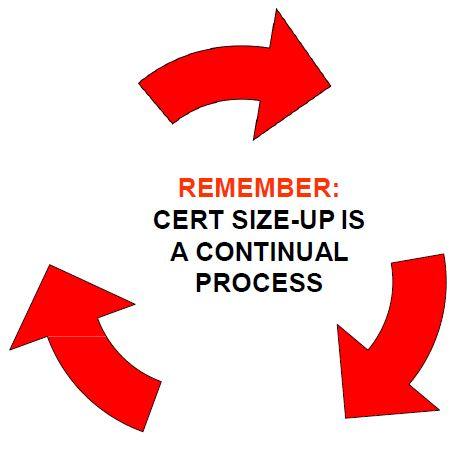 REMEMBER:
CERT SIZE-UP IS
A CONTINUAL
PROCESS